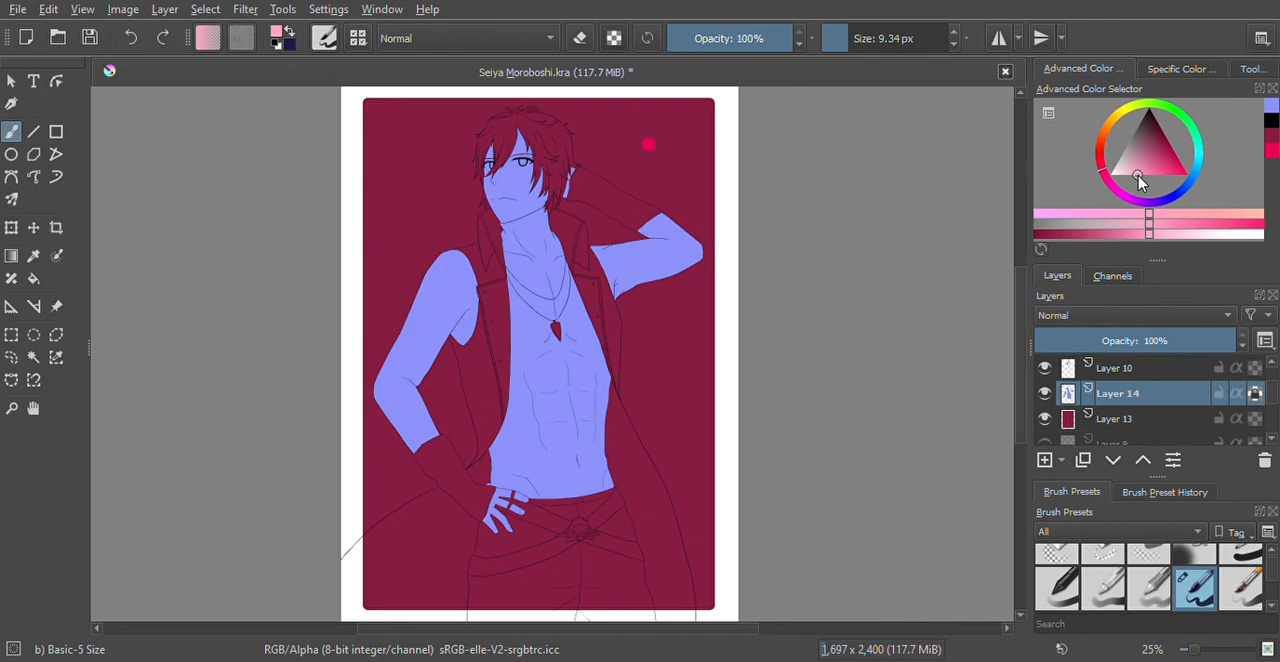 File Edit View Image Layer Select Filter Tools Settings Window Help
Normal Opacity: 100% Size: 9.34 px
Seiya Moroboshi.kra (117.7 MiB) *
Advanced Color ... Specific Color ... Tool...
Advanced Color Selector
Layers Channels
Layers
Normal
Opacity: 100%
Layer 10
Layer 14
Layer 13
Layer 9
Brush Presets Brush Preset History
Brush Presets
All Tag
Search
b) Basic-5 Size RGB/Alpha (8-bit integer/channel) sRGB-elle-V2-srgbtrc.icc 1,697 x 2,400 (117.7 MiB) 25%